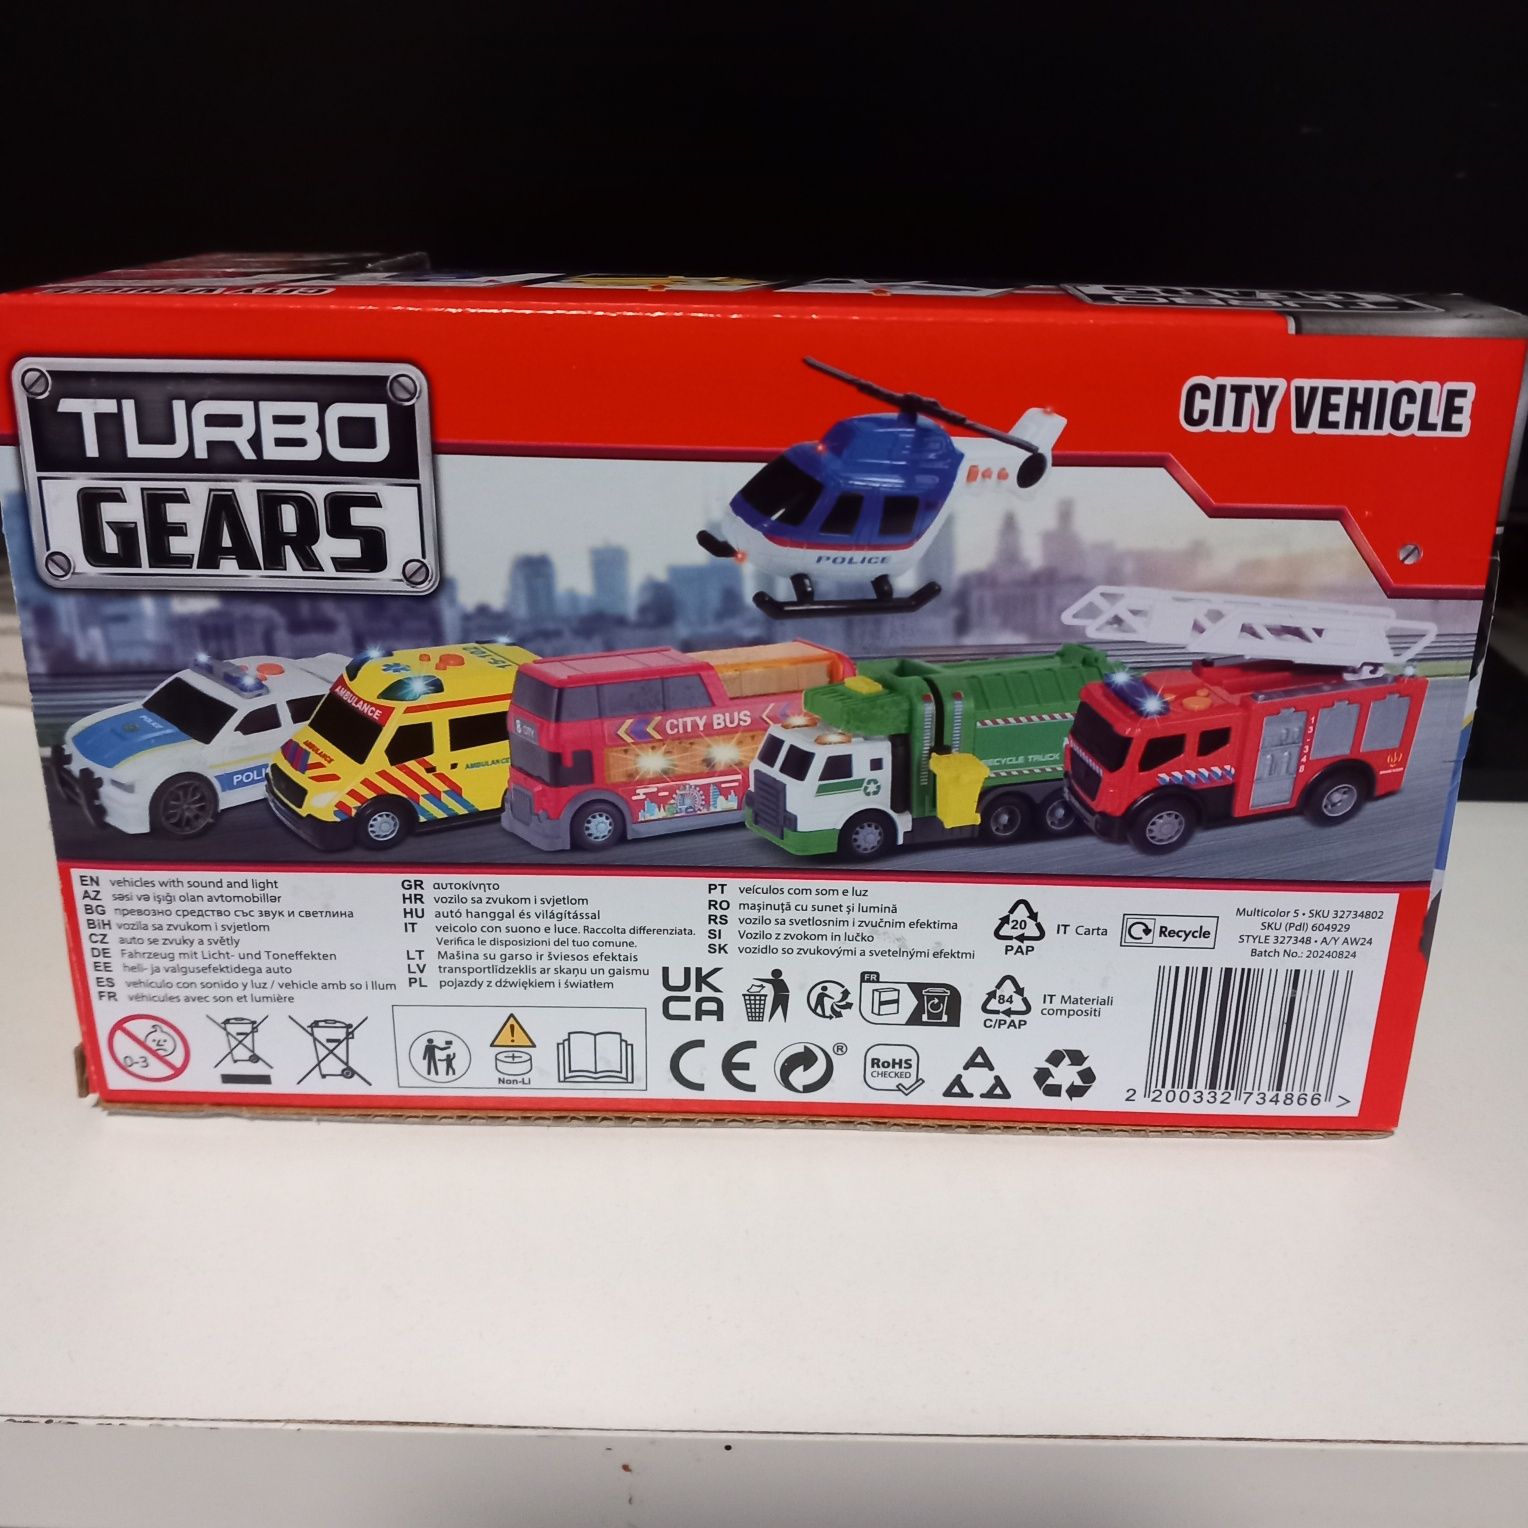 TURBO
GEARS
CITY VEHICLE
POLICE
POLICE
AMBULANCE
AMBULANCE
AMBULANCE
CITY
CITY BUS
RECYCLE TRUCK
EN vehicles with sound and light
AZ səsi və işığı olan avtomobillər
BG превозно средство със звук и светлина
BiH vozila sa zvukom i svjetlom
CZ auto se zvuky a světly
DE Fahrzeug mit Licht- und Toneffekten
EE heli- ja valgusefektidega auto
ES vehículo con sonido y luz / vehicle amb so i llum
FR véhicules avec son et lumière
GR αυτοκίνητο
HR vozilo sa zvukom i svjetlom
HU autó hanggal és világítással
IT veicolo con suono e luce. Raccolta differenziata.
Verifica le disposizioni del tuo comune.
LT Mašina su garso ir šviesos efektais
LV transportlīdzeklis ar skaņu un gaismu
PL pojazdy z dźwiękiem i światłem
PT veículos com som e luz
RO mașinuță cu sunet și lumină
RS vozilo sa svetlosnim i zvučnim efektima
SI Vozilo z zvokom in lučko
SK vozidlo so zvukovými a svetelnými efektmi
20
PAP
IT Carta
Recycle
Multicolor 5 • SKU 32734802
SKU (Pdl) 604929
STYLE 327348 • A/Y AW24
Batch No.: 20240824
UK
CA
FR
84
C/PAP
IT Materiali
compositi
0-3
Non-Li
CE
®
RoHS
CHECKED
2 200332 734866 >